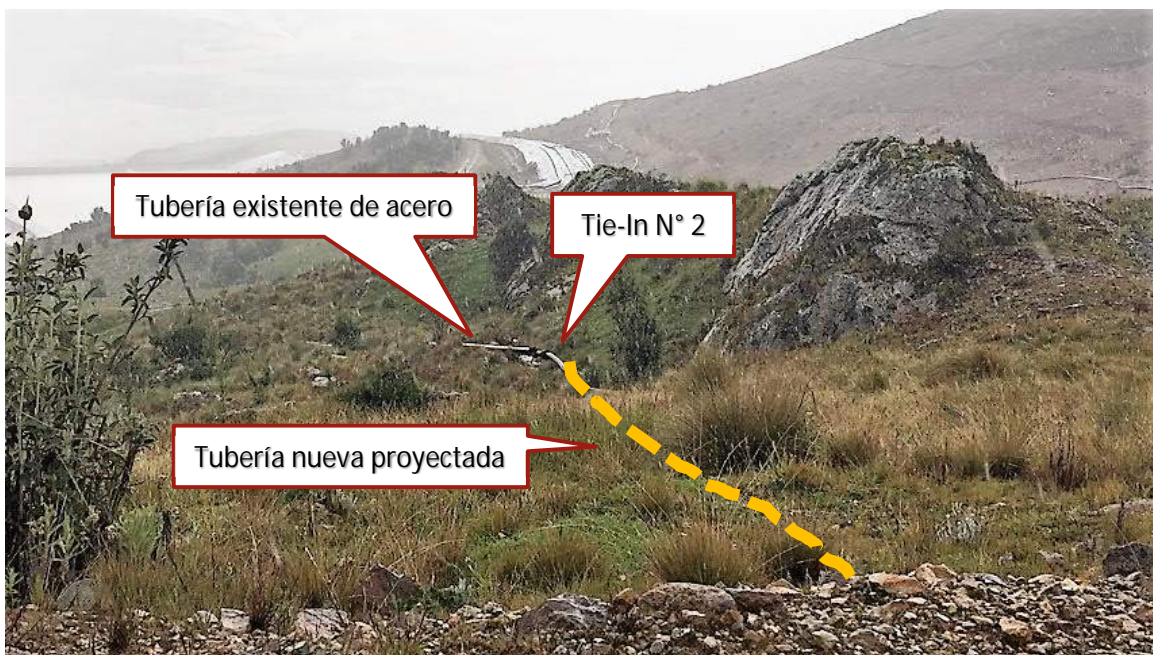 Tubería existente de acero
Tie-In N° 2
Tubería nueva proyectada